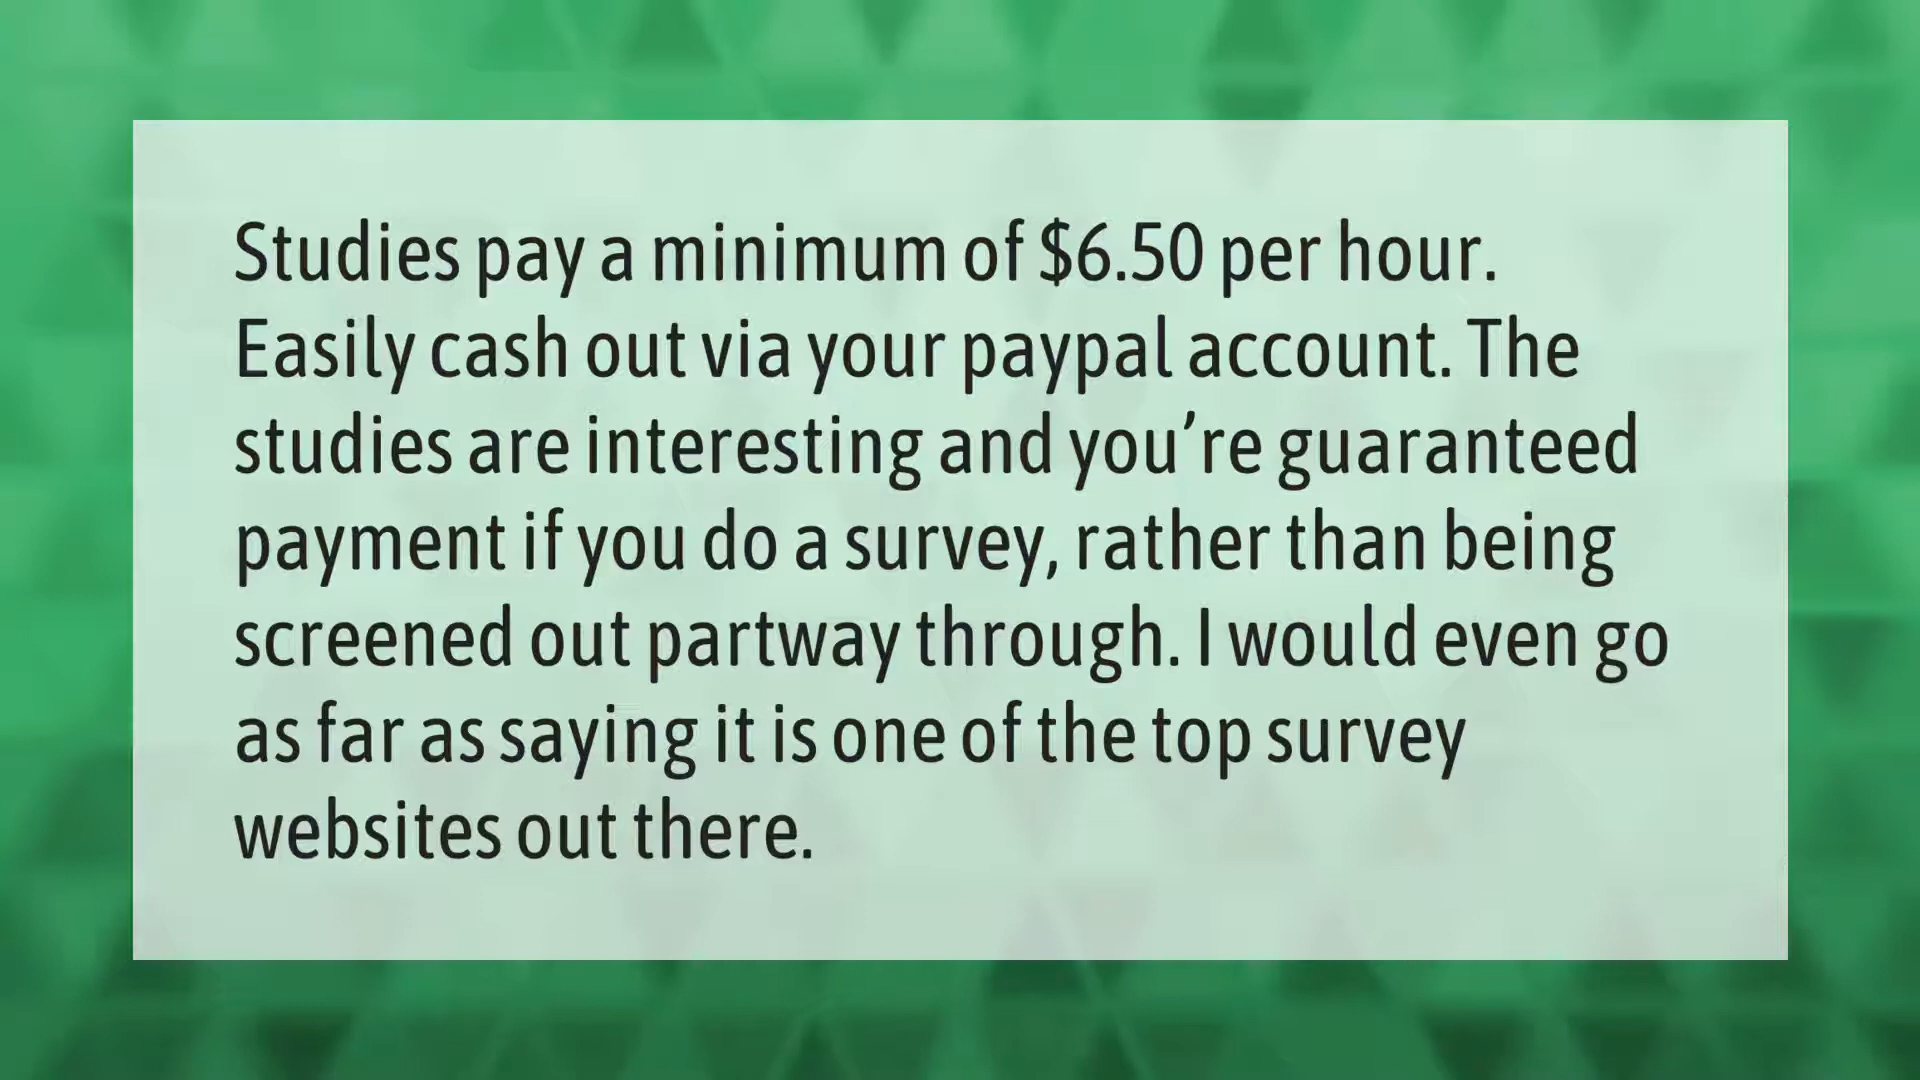 Studies pay a minimum of $6.50 per hour.
Easily cash out via your paypal account. The
studies are interesting and you’re guaranteed
payment if you do a survey, rather than being
screened out partway through. I would even go
as far as saying it is one of the top survey
websites out there.